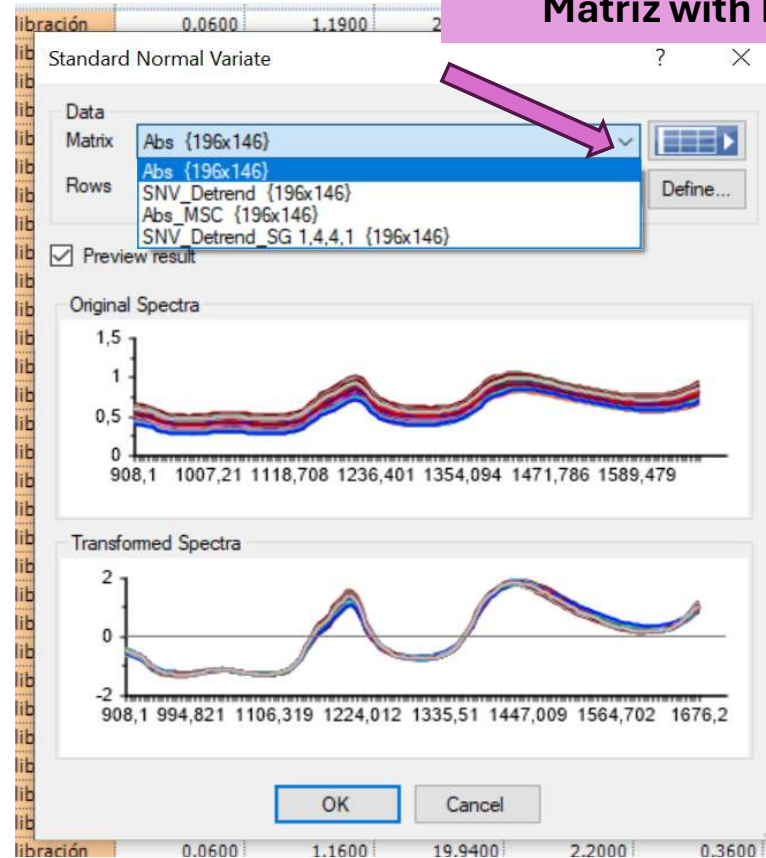 Matriz with
libración 0.0600 1.1900 2
Standard Normal Variate ? ×
Data
Matrix Abs {196x146}
Abs {196x146}
Rows SNV_Detrend {196x146} Define...
Abs_MSC {196x146}
SNV_Detrend_SG 1,4,4,1 {196x146}
Preview result
Original Spectra
1,5
1
0,5
0
908,1 1007,21 1118,708 1236,401 1354,094 1471,786 1589,479
Transformed Spectra
2
0
-2
908,1 994,821 1106,319 1224,012 1335,51 1447,009 1564,702 1676,2
OK Cancel
libración 0.0600 1.1600 19.9400 2.2000 0.3600